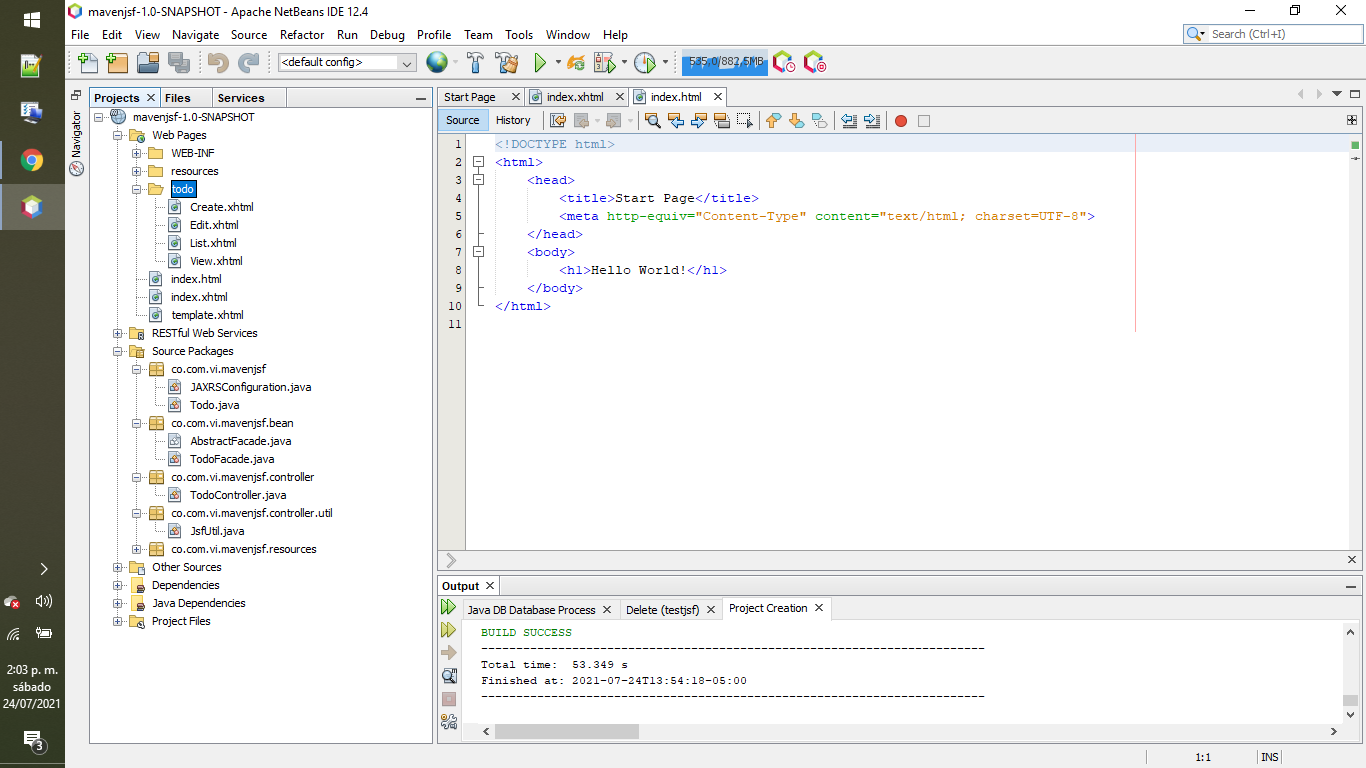 mavenjsf-1.0-SNAPSHOT - Apache NetBeans IDE 12.4
File Edit View Navigate Source Refactor Run Debug Profile Team Tools Window Help
Search (Ctrl+I)
<default config>
535,0/882,5MB
Projects Files Services
Navigator
mavenjsf-1.0-SNAPSHOT
Web Pages
WEB-INF
resources
todo
Create.xhtml
Edit.xhtml
List.xhtml
View.xhtml
index.html
index.xhtml
template.xhtml
RESTful Web Services
Source Packages
co.com.vi.mavenjsf
JAXRSConfiguration.java
Todo.java
co.com.vi.mavenjsf.bean
AbstractFacade.java
TodoFacade.java
co.com.vi.mavenjsf.controller
TodoController.java
co.com.vi.mavenjsf.controller.util
JsfUtil.java
co.com.vi.mavenjsf.resources
Other Sources
Dependencies
Java Dependencies
Project Files
Start Page index.xhtml index.html
Source History
1 <!DOCTYPE html>
2 <html>
3 <head>
4 <title>Start Page</title>
5 <meta http-equiv="Content-Type" content="text/html; charset=UTF-8">
6 </head>
7 <body>
8 <h1>Hello World!</h1>
9 </body>
10 </html>
11
Output
Java DB Database Process Delete (testjsf) Project Creation
BUILD SUCCESS
------------------------------------------------------------------------
Total time: 53.349 s
Finished at: 2021-07-24T13:54:18-05:00
------------------------------------------------------------------------
1:1 INS
2:03 p. m.
sábado
24/07/2021
3